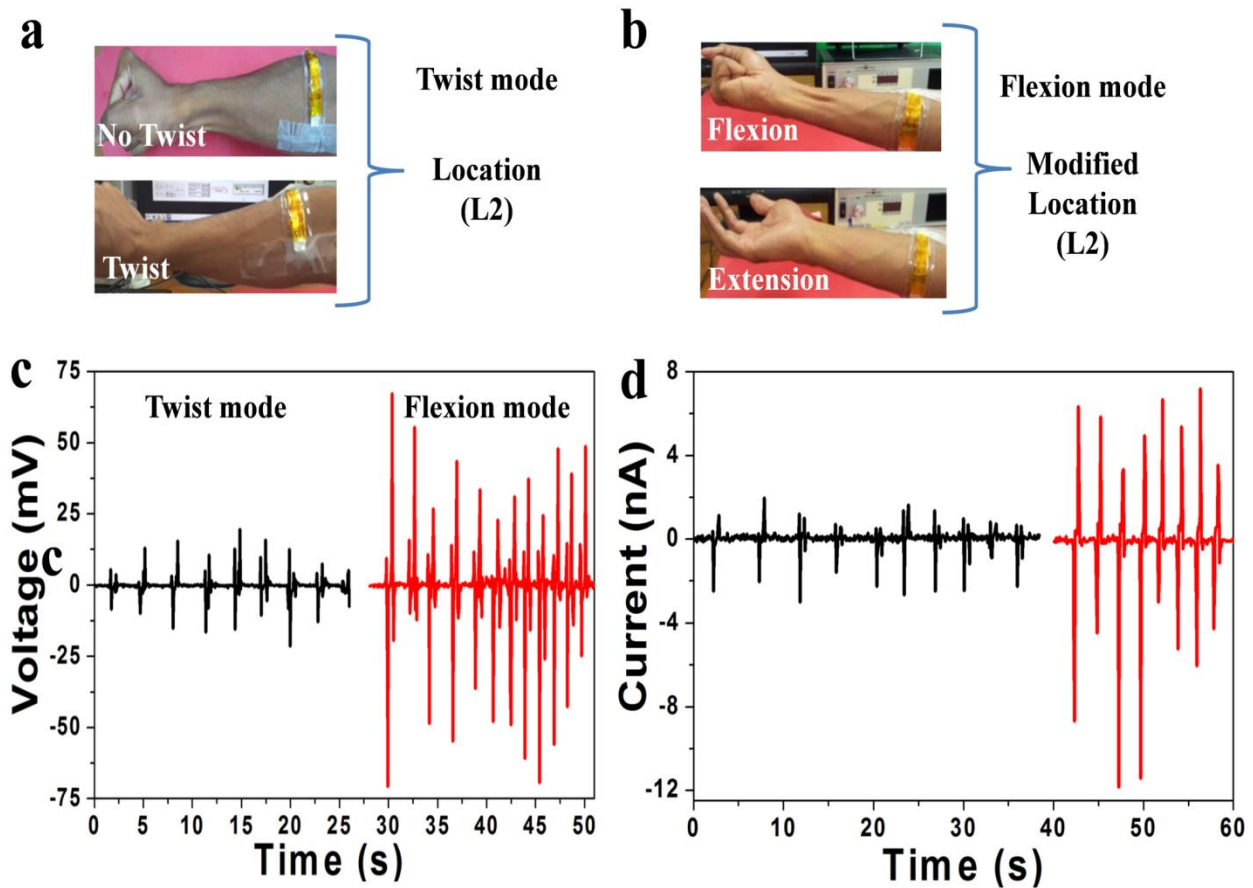 a
No Twist
Twist
Twist mode
Location
(L2)
b
Flexion
Extension
Flexion mode
Modified
Location
(L2)
c
Twist mode
Flexion mode
Voltage (mV)
c
75
50
25
0
-25
-50
-75
0 5 10 15 20 25 30 35 40 45 50
Time (s)
d
Current (nA)
8
4
0
-4
-8
-12
0 10 20 30 40 50 60
Time (s)